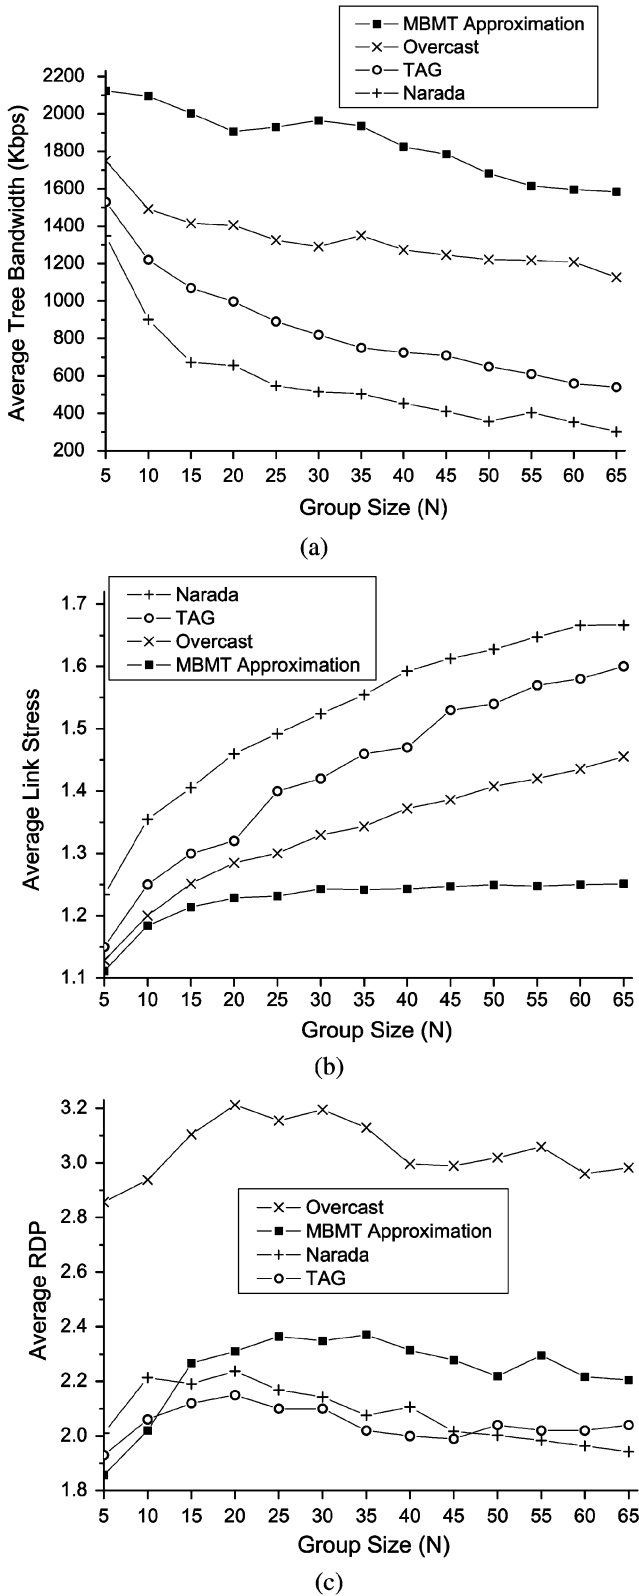 MBMT Approximation
Overcast
TAG
Narada
Average Tree Bandwidth (Kbps)
2200
2000
1800
1600
1400
1200
1000
800
600
400
200
5 10 15 20 25 30 35 40 45 50 55 60 65
Group Size (N)
(a)
Narada
TAG
Overcast
MBMT Approximation
Average Link Stress
1.7
1.6
1.5
1.4
1.3
1.2
1.1
5 10 15 20 25 30 35 40 45 50 55 60 65
Group Size (N)
(b)
Average RDP
3.2
3.0
2.8
2.6
2.4
2.2
2.0
1.8
Overcast
MBMT Approximation
Narada
TAG
5 10 15 20 25 30 35 40 45 50 55 60 65
Group Size (N)
(c)